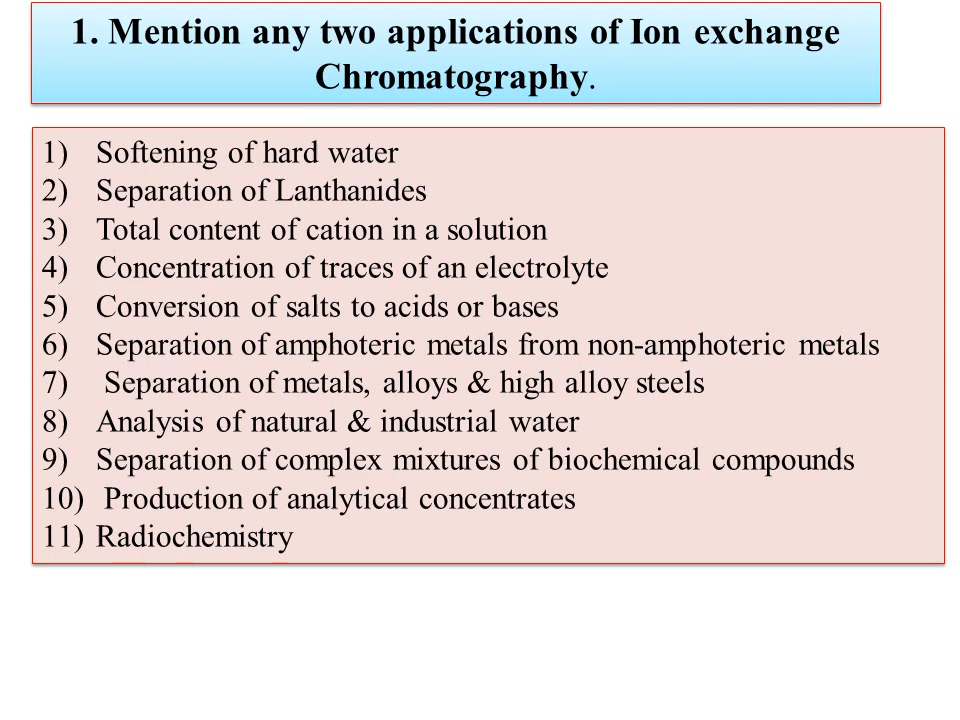 1. Mention any two applications of Ion exchange
Chromatography.
1) Softening of hard water
2) Separation of Lanthanides
3) Total content of cation in a solution
4) Concentration of traces of an electrolyte
5) Conversion of salts to acids or bases
6) Separation of amphoteric metals from non-amphoteric metals
7) Separation of metals, alloys & high alloy steels
8) Analysis of natural & industrial water
9) Separation of complex mixtures of biochemical compounds
10) Production of analytical concentrates
11) Radiochemistry